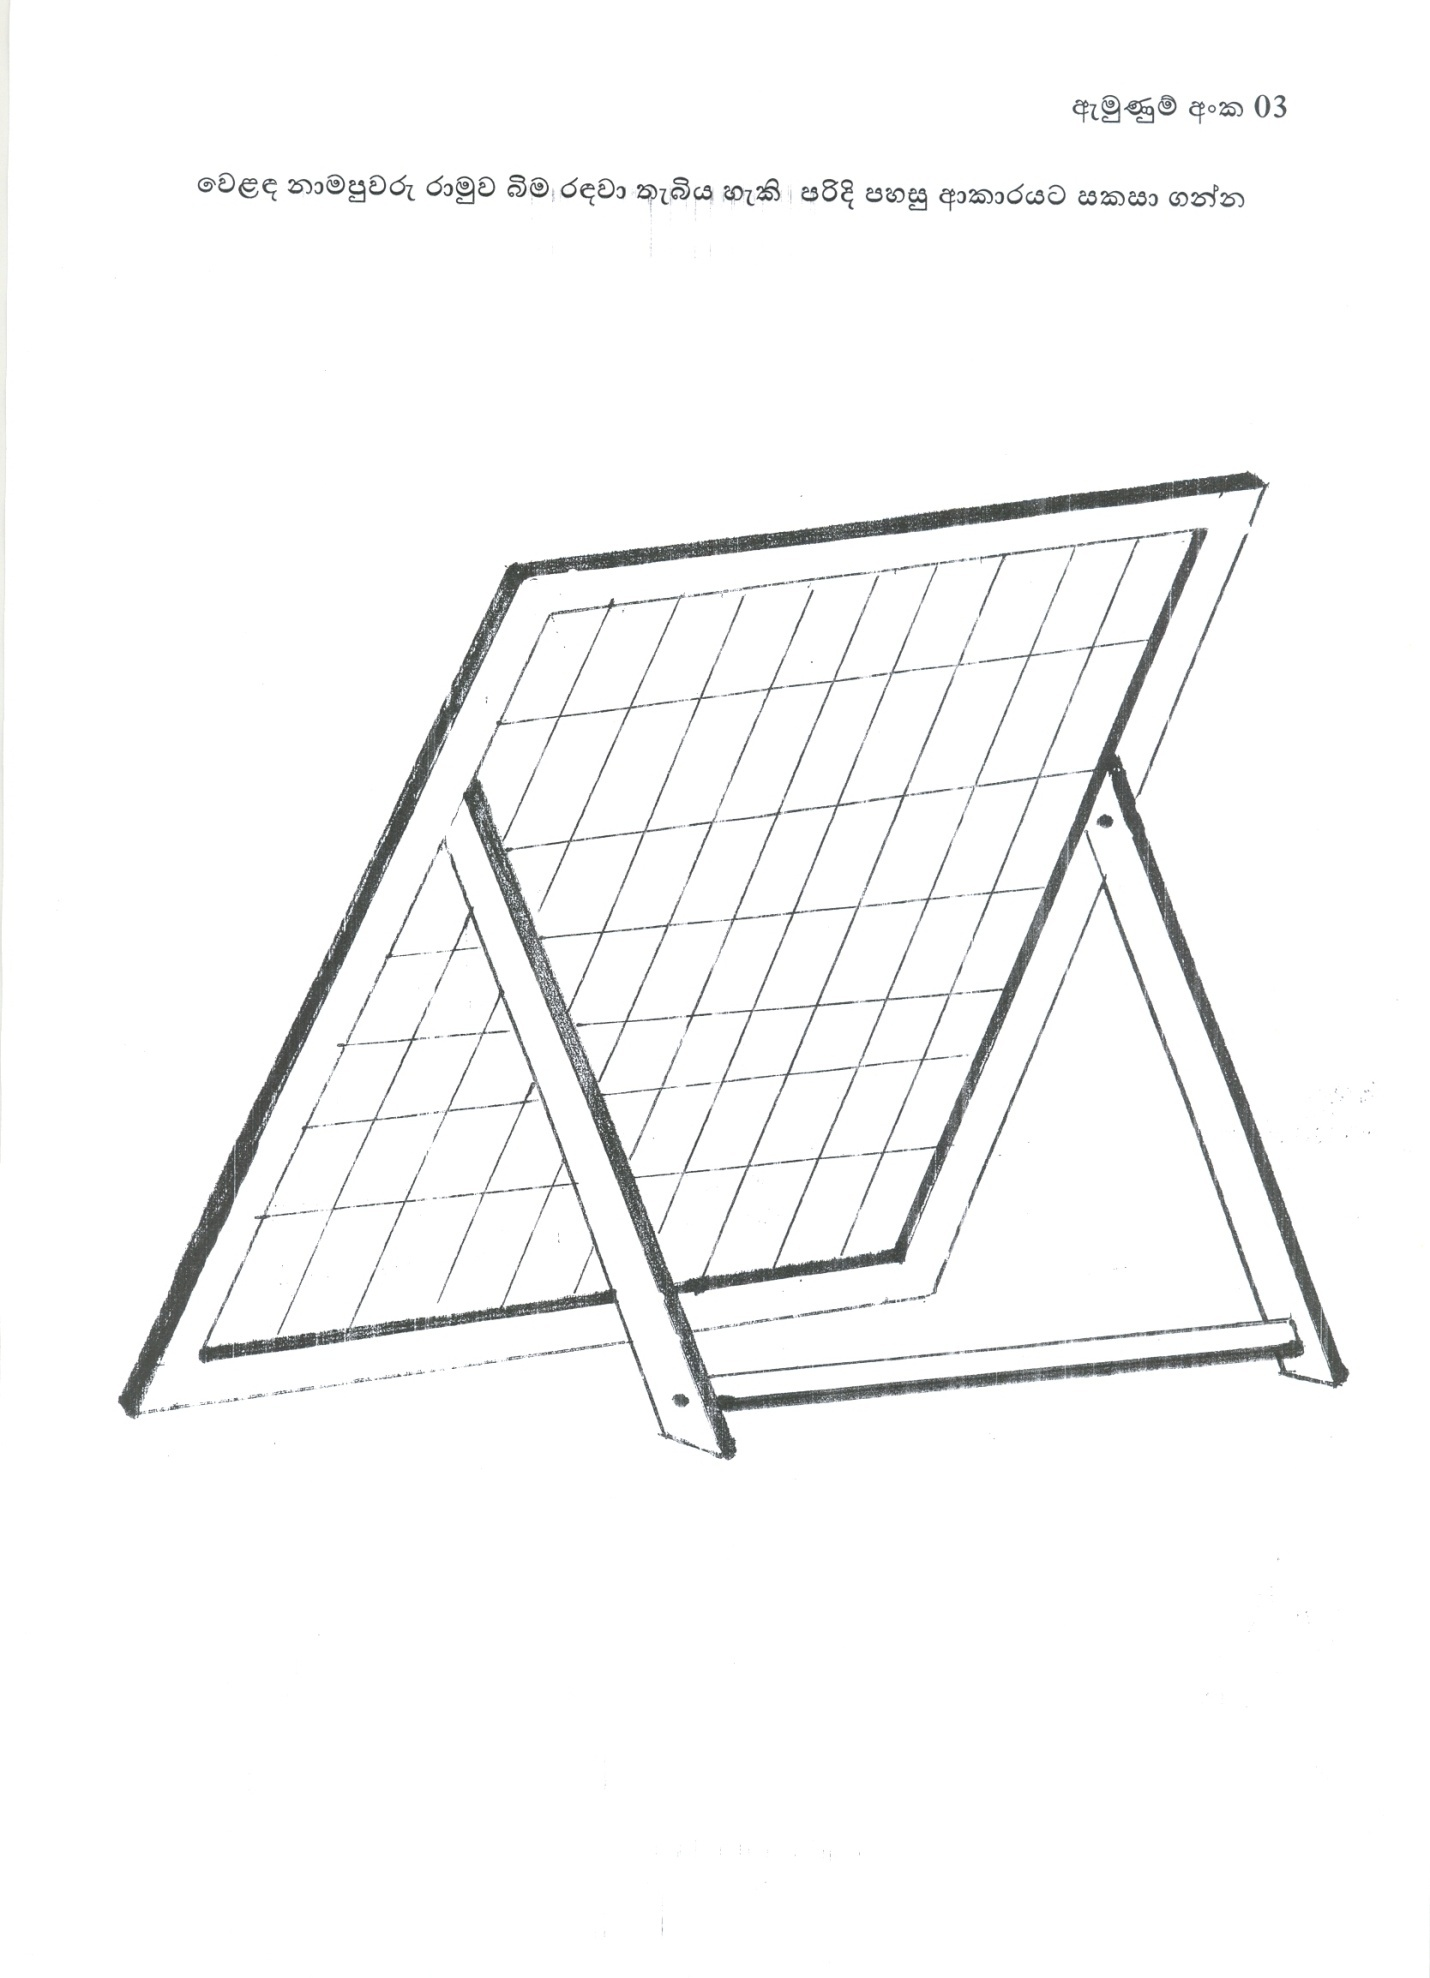 ඇමුණුම් අංක 03
වෙළඳ නාමපුවරු රාමුව බිම රඳවා තැබිය හැකි පරිදි පහසු ආකාරයට සකසා ගන්න